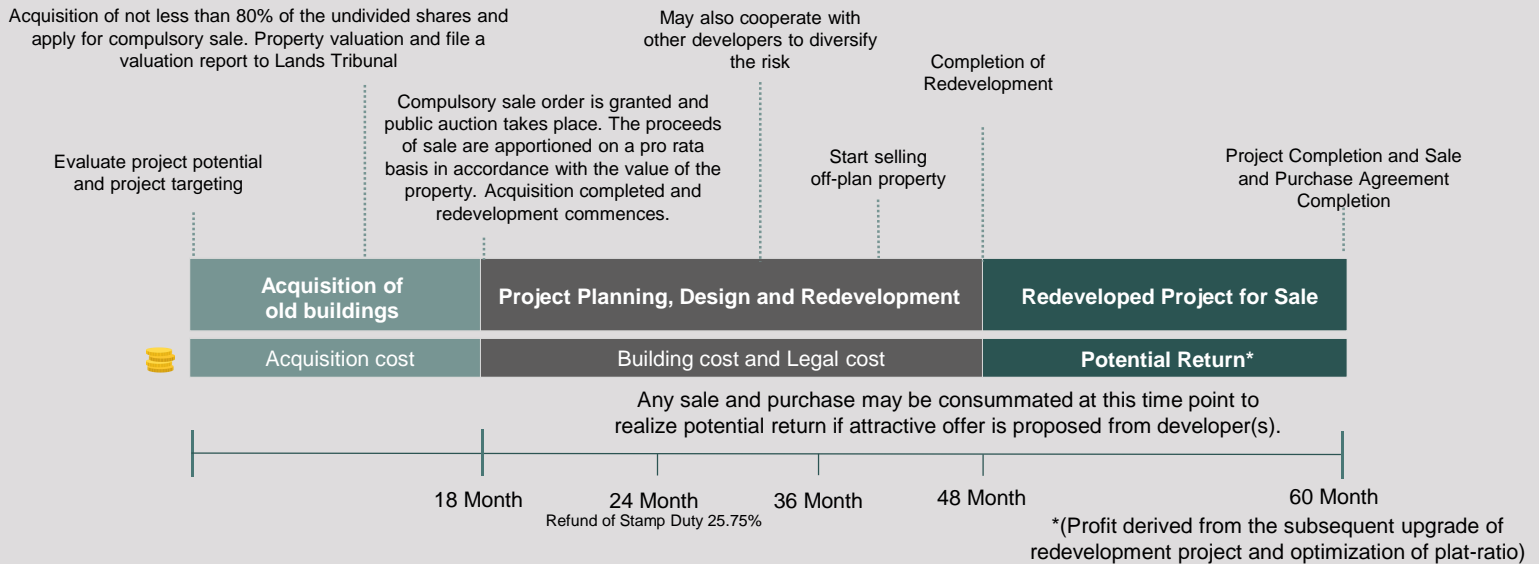 Acquisition of not less than 80% of the undivided shares and
apply for compulsory sale. Property valuation and file a
valuation report to Lands Tribunal
May also cooperate with
other developers to diversify
the risk
Completion of
Redevelopment
Compulsory sale order is granted and
public auction takes place. The proceeds
of sale are apportioned on a pro rata
basis in accordance with the value of the
property. Acquisition completed and
redevelopment commences.
Evaluate project potential
and project targeting
Start selling
off-plan property
Project Completion and Sale
and Purchase Agreement
Completion
Acquisition of
old buildings
Project Planning, Design and Redevelopment
Redeveloped Project for Sale
Acquisition cost
Building cost and Legal cost
Potential Return*
Any sale and purchase may be consummated at this time point to
realize potential return if attractive offer is proposed from developer(s).
18 Month
24 Month
36 Month
48 Month
60 Month
Refund of Stamp Duty 25.75%
*(Profit derived from the subsequent upgrade of
redevelopment project and optimization of plat-ratio)